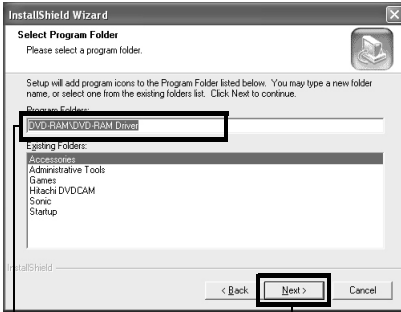 InstallShield Wizard
Select Program Folder
Please select a program folder.
Setup will add program icons to the Program Folder listed below. You may type a new folder
name, or select one from the existing folders list. Click Next to continue.
Program Folders:
DVD-RAM\DVD-RAM Driver
Existing Folders:
Accessories
Administrative Tools
Games
Hitachi DVDCAM
Sonic
Startup
InstallShield
< Back Next > Cancel